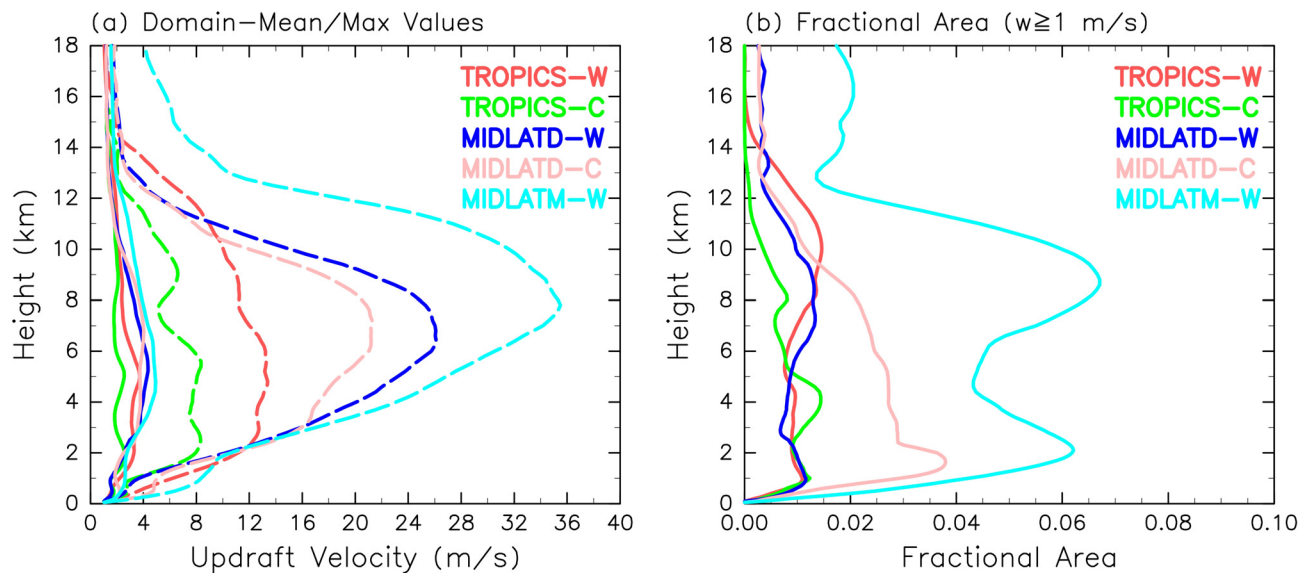 (a) Domain−Mean/Max Values
18
16
14
12
10
8
6
4
2
0
Height (km)
TROPICS−W
TROPICS−C
MIDLATD−W
MIDLATD−C
MIDLATM−W
0 4 8 12 16 20 24 28 32 36 40
Updraft Velocity (m/s)
(b) Fractional Area (w≧1 m/s)
18
16
14
12
10
8
6
4
2
0
Height (km)
TROPICS−W
TROPICS−C
MIDLATD−W
MIDLATD−C
MIDLATM−W
0.00 0.02 0.04 0.06 0.08 0.10
Fractional Area